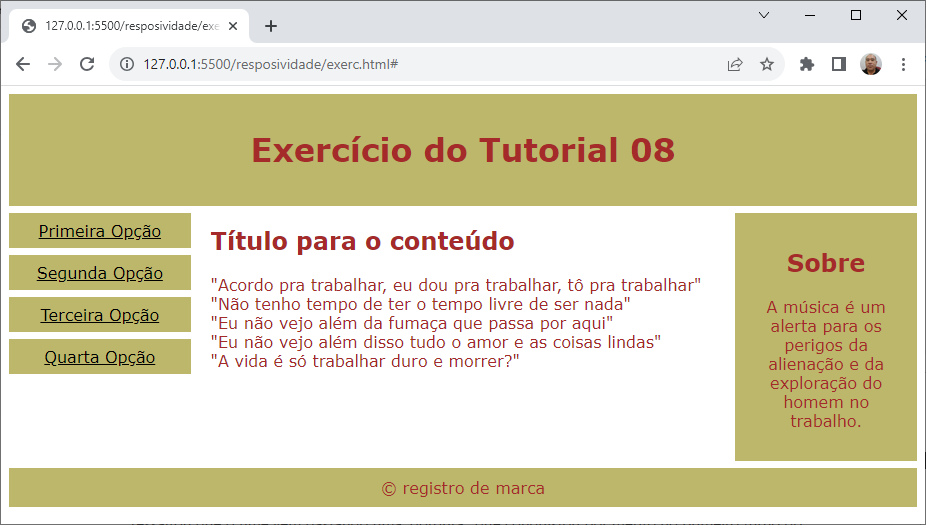 127.0.0.1:5500/resposividade/exe
127.0.0.1:5500/resposividade/exerc.html#
Exercício do Tutorial 08
Primeira Opção
Segunda Opção
Terceira Opção
Quarta Opção
Título para o conteúdo
"Acordo pra trabalhar, eu dou pra trabalhar, tô pra trabalhar"
"Não tenho tempo de ter o tempo livre de ser nada"
"Eu não vejo além da fumaça que passa por aqui"
"Eu não vejo além disso tudo o amor e as coisas lindas"
"A vida é só trabalhar duro e morrer?"
Sobre
A música é um
alerta para os
perigos da
alienação e da
exploração do
homem no
trabalho.
© registro de marca